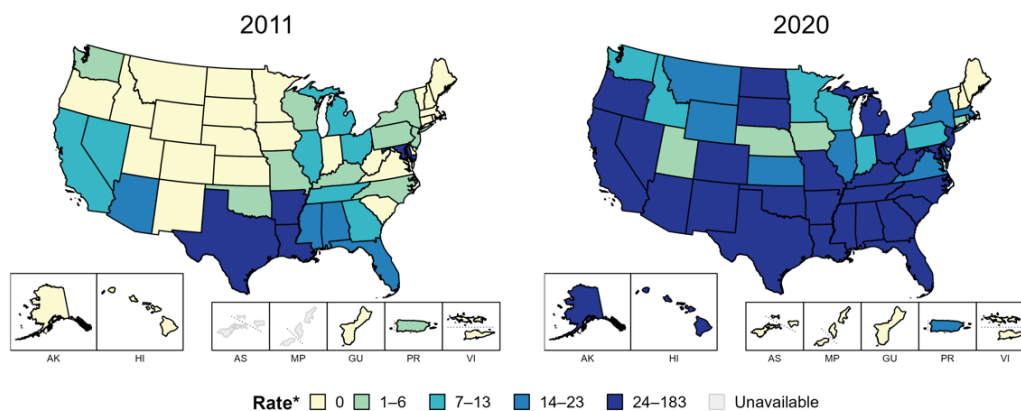 2011
2020
AK
HI
AS
MP
GU
PR
VI
AK
HI
AS
MP
GU
PR
VI
Rate* 0 1–6 7–13 14–23 24–183 Unavailable